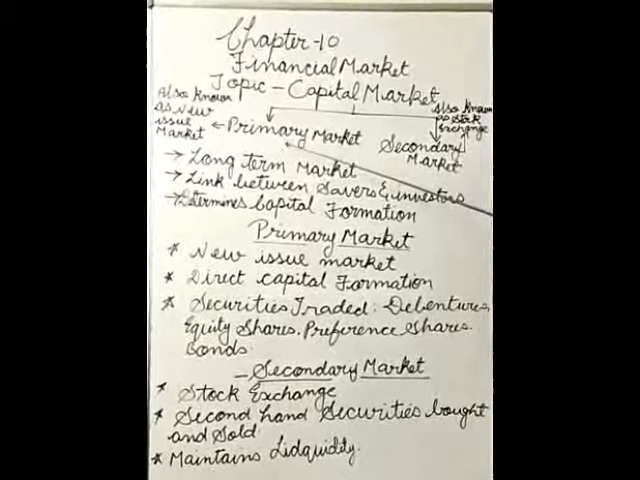 Chapter-10
Financial Market
Topic - Capital Market
Also Known as New issue Market ← Primary Market
Also Known as Stock Exchange
Secondary Market
→ Long term Market
→ Link between Savers & investors
→ Determines Capital Formation
Primary Market
* New issue market
* Direct capital Formation
* Securities Traded: Debentures,
Equity Shares. Preference Shares.
Bonds.
- Secondary Market
* Stock Exchange
* Second hand Securities bought
and Sold.
* Maintains Lidquidity.